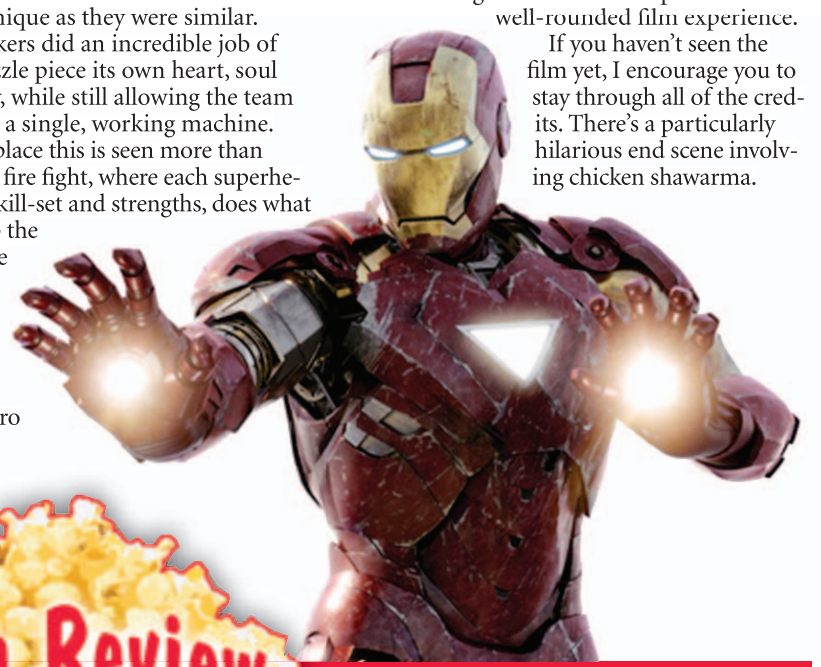 nique as they were similar.
kers did an incredible job of
zzle piece its own heart, soul
, while still allowing the team
a single, working machine.
place this is seen more than
fire fight, where each superhe-
kill-set and strengths, does what
the
e
ro
well-rounded film experience.
If you haven’t seen the
film yet, I encourage you to
stay through all of the cred-
its. There’s a particularly
hilarious end scene involv-
ing chicken shawarma.
Review